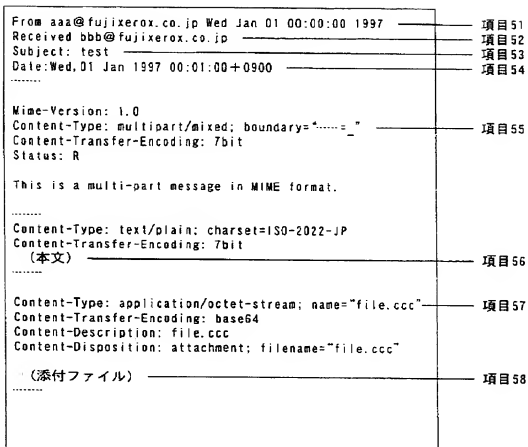 From aaa@fujixerox.co.jp Wed Jan 01 00:00:00 1997 項目51
Received bbb@fujixerox.co.jp 項目52
Subject: test 項目53
Date:Wed,01 Jan 1997 00:01:00+0900 項目54
--------
Mime-Version: 1.0
Content-Type: multipart/mixed; boundary="-----=_" 項目55
Content-Transfer-Encoding: 7bit
Status: R
This is a multi-part message in MIME format.
--------
Content-Type: text/plain; charset=ISO-2022-JP
Content-Transfer-Encoding: 7bit
(本文) 項目56
--------
Content-Type: application/octet-stream; name="file.ccc" 項目57
Content-Transfer-Encoding: base64
Content-Description: file.ccc
Content-Disposition: attachment; filename="file.ccc"
(添付ファイル) 項目58
--------